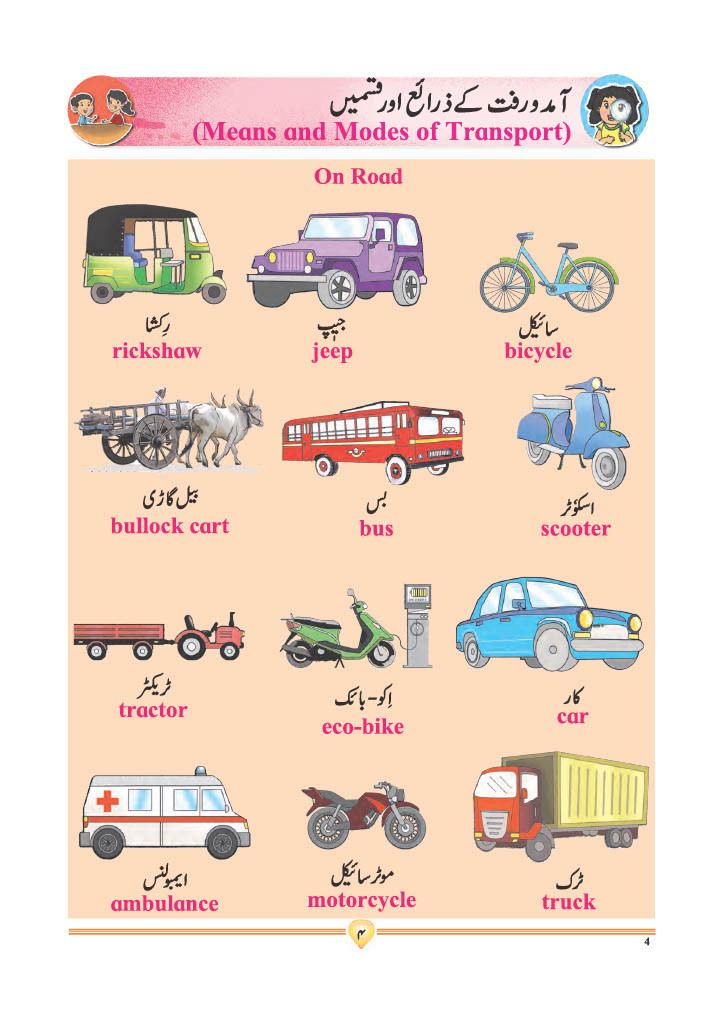 آمدورفت کے ذرائع اور قسمیں
(Means and Modes of Transport)
On Road
رِکشا
rickshaw
جیپ
jeep
سائیکل
bicycle
بیل گاڑی
bullock cart
بس
bus
اسکوٗٹر
scooter
ٹریکٹر
tractor
اِکو-بائک
eco-bike
کار
car
ایمبولنس
ambulance
موٹر سائیکل
motorcycle
ٹرک
truck
۴
4